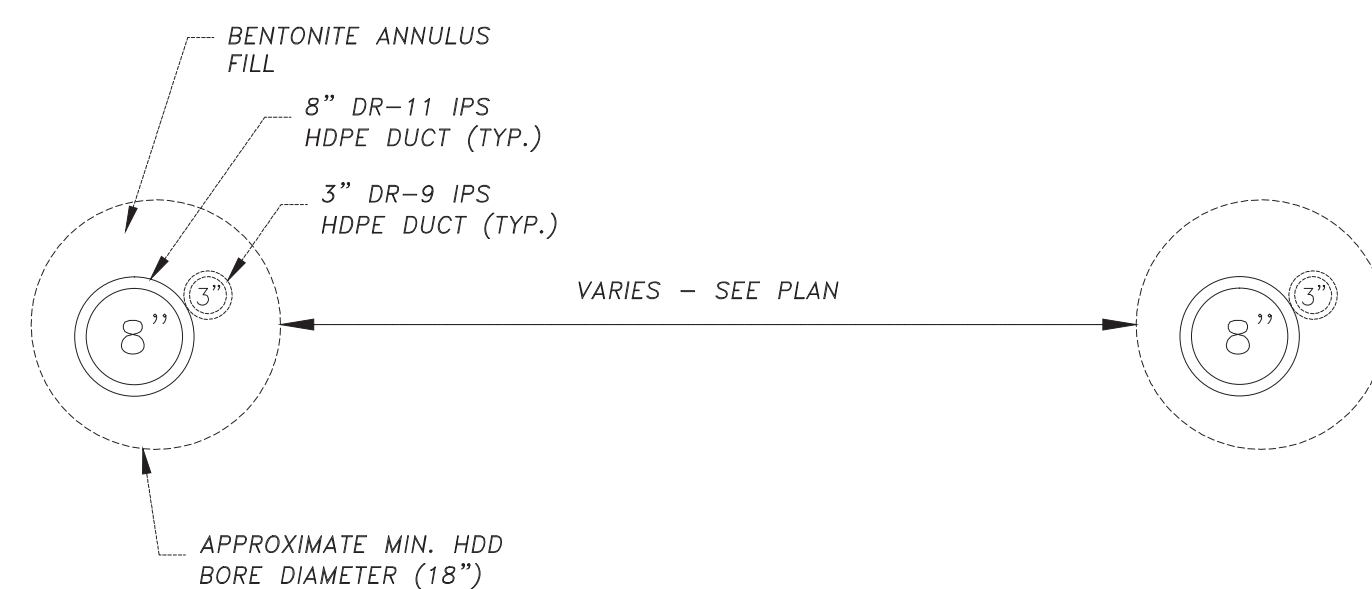 BENTONITE ANNULUS
FILL
8” DR-11 IPS
HDPE DUCT (TYP.)
3” DR-9 IPS
HDPE DUCT (TYP.)
3”
8”
VARIES - SEE PLAN
3”
8”
APPROXIMATE MIN. HDD
BORE DIAMETER (18”)